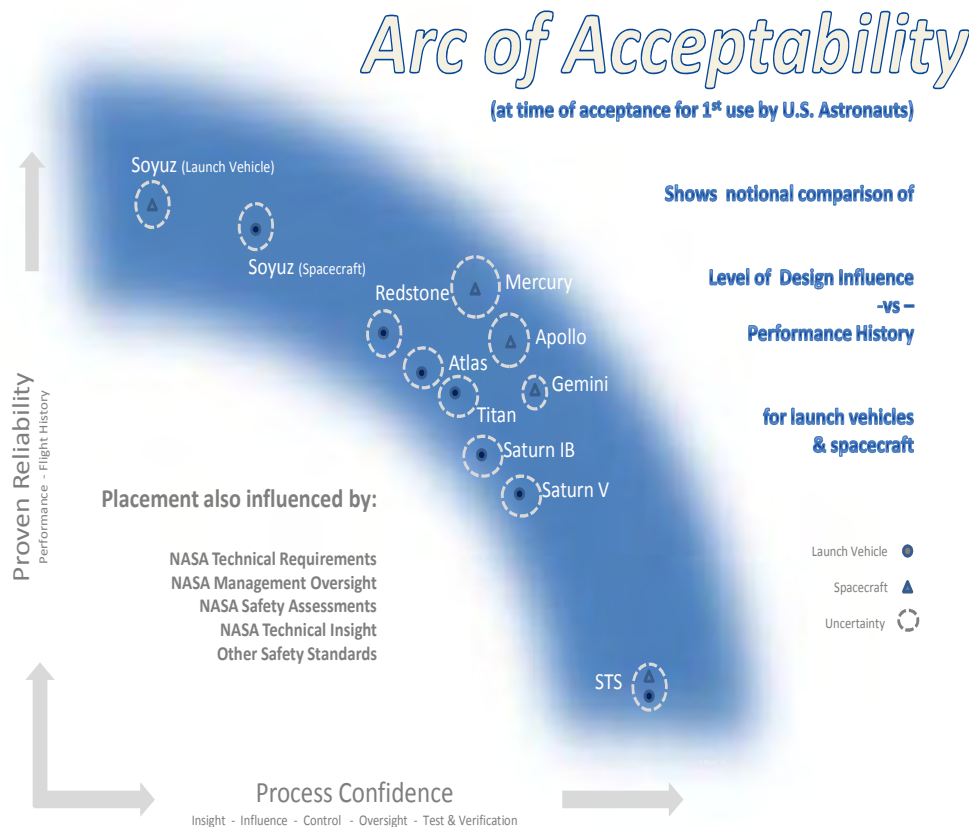 Arc of Acceptability
(at time of acceptance for 1st use by U.S. Astronauts)
Soyuz (Launch Vehicle)
Shows notional comparison of
Soyuz (Spacecraft)
Mercury
Redstone
Level of Design Influence
-vs –
Performance History
Apollo
Atlas
Gemini
Titan
for launch vehicles
& spacecraft
Saturn IB
Saturn V
Proven Reliability
Performance - Flight History
Placement also influenced by:
NASA Technical Requirements
NASA Management Oversight
NASA Safety Assessments
NASA Technical Insight
Other Safety Standards
Launch Vehicle
Spacecraft
Uncertainty
STS
Process Confidence
Insight - Influence - Control - Oversight - Test & Verification